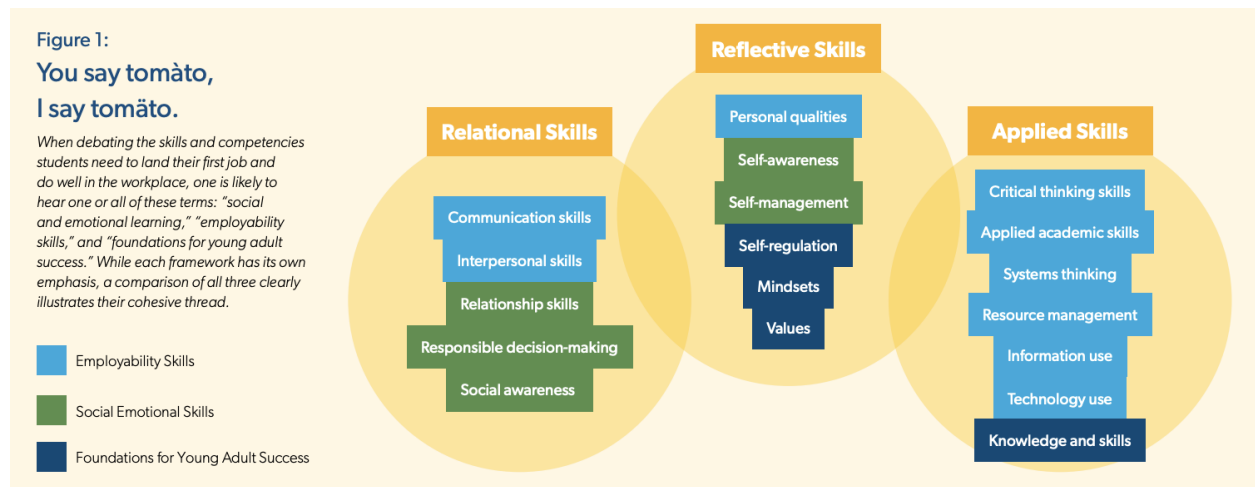 Figure 1:
You say tomàto,
I say tomäto.
When debating the skills and competencies
students need to land their first job and
do well in the workplace, one is likely to
hear one or all of these terms: “social
and emotional learning,” “employability
skills,” and “foundations for young adult
success.” While each framework has its own
emphasis, a comparison of all three clearly
illustrates their cohesive thread.
Employability Skills
Social Emotional Skills
Foundations for Young Adult Success
Relational Skills
Communication skills
Interpersonal skills
Relationship skills
Responsible decision-making
Social awareness
Reflective Skills
Personal qualities
Self-awareness
Self-management
Self-regulation
Mindsets
Values
Applied Skills
Critical thinking skills
Applied academic skills
Systems thinking
Resource management
Information use
Technology use
Knowledge and skills